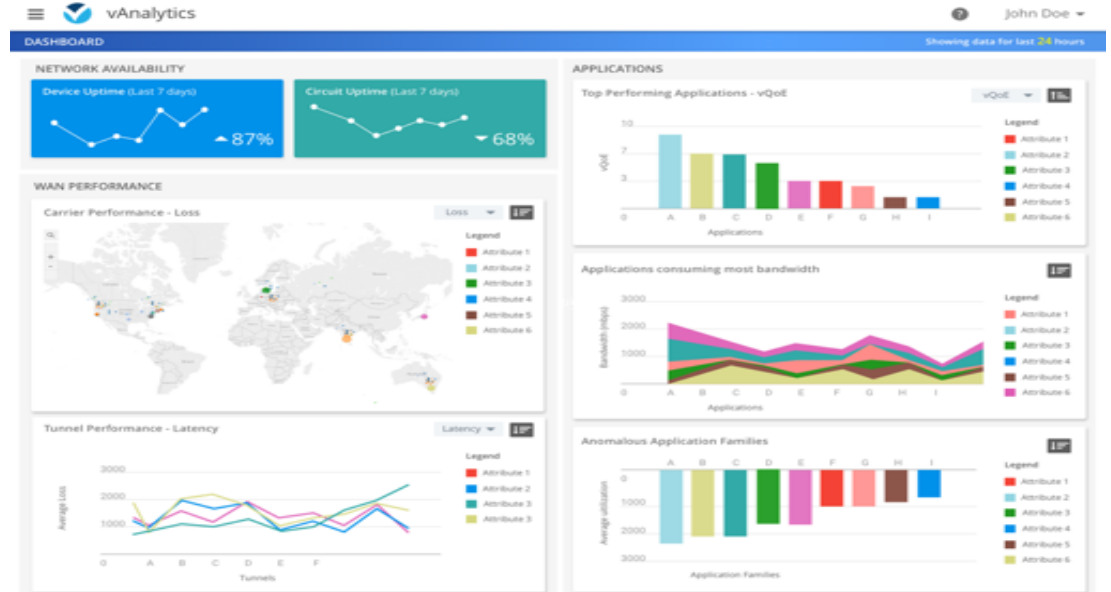 vAnalytics
John Doe
DASHBOARD
Showing data for last 24 hours
NETWORK AVAILABILITY
Device Uptime (Last 7 days)
87%
Circuit Uptime (Last 7 days)
68%
WAN PERFORMANCE
Carrier Performance - Loss
Loss
Legend
Attribute 1
Attribute 2
Attribute 3
Attribute 4
Attribute 5
Attribute 6
Tunnel Performance - Latency
Latency
Average Loss
3000
2000
1000
0 A B C D E F
Tunnels
Legend
Attribute 1
Attribute 2
Attribute 3
Attribute 3
APPLICATIONS
Top Performing Applications - vQoE
vQoE
vQoE
10
7
3
0 A B C D E F G H I
Applications
Legend
Attribute 1
Attribute 2
Attribute 3
Attribute 4
Attribute 5
Attribute 6
Applications consuming most bandwidth
Bandwidth (mbps)
3000
2000
1000
0 A B C D E F G H I
Applications
Legend
Attribute 1
Attribute 2
Attribute 3
Attribute 4
Attribute 5
Attribute 6
Anomalous Application Families
A B C D E F G H I
Average utilization
0
1000
2000
3000
Application Families
Legend
Attribute 1
Attribute 2
Attribute 3
Attribute 4
Attribute 5
Attribute 6